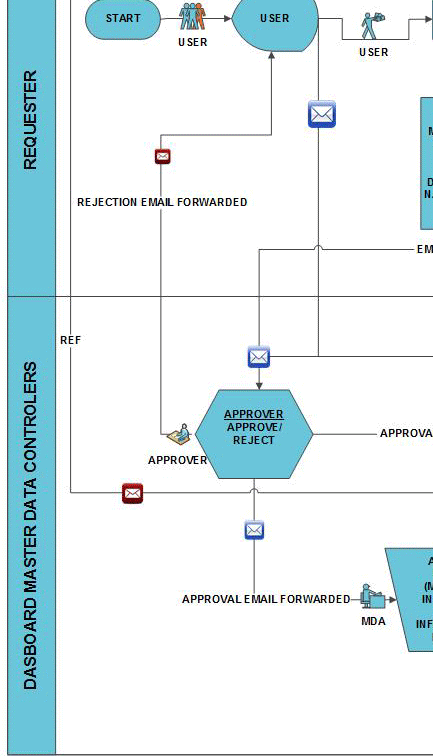 START
USER
USER
USER
REQUESTER
REJECTION EMAIL FORWARDED
EM
REF
DASBOARD MASTER DATA CONTROLERS
APPROVER
APPROVE/
REJECT
APPROVA
APPROVER
APPROVAL EMAIL FORWARDED
MDA
M
D
N.
A
(M
IN
INF